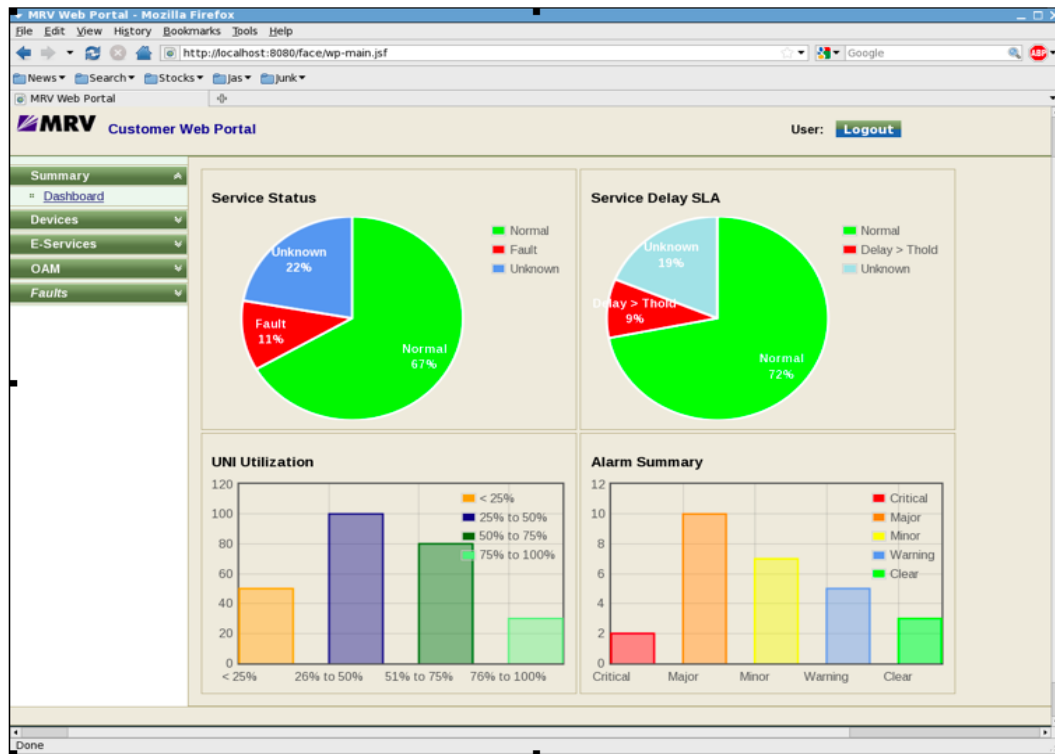 MRV Web Portal - Mozilla Firefox
File Edit View History Bookmarks Tools Help
http://localhost:8080/face/wp-main.jsf
Google
ABP
News Search Stocks Jas Junk
MRV Web Portal
MRV Customer Web Portal
User: Logout
Summary
Dashboard
Devices
E-Services
OAM
Faults
Service Status
Unknown
22%
Fault
11%
Normal
67%
Normal
Fault
Unknown
Service Delay SLA
Unknown
19%
Delay > Thold
9%
Normal
72%
Normal
Delay > Thold
Unknown
UNI Utilization
120
100
80
60
40
20
0
< 25%
25% to 50%
50% to 75%
75% to 100%
< 25% 26% to 50% 51% to 75% 76% to 100%
Alarm Summary
12
10
8
6
4
2
0
Critical
Major
Minor
Warning
Clear
Critical Major Minor Warning Clear
Done